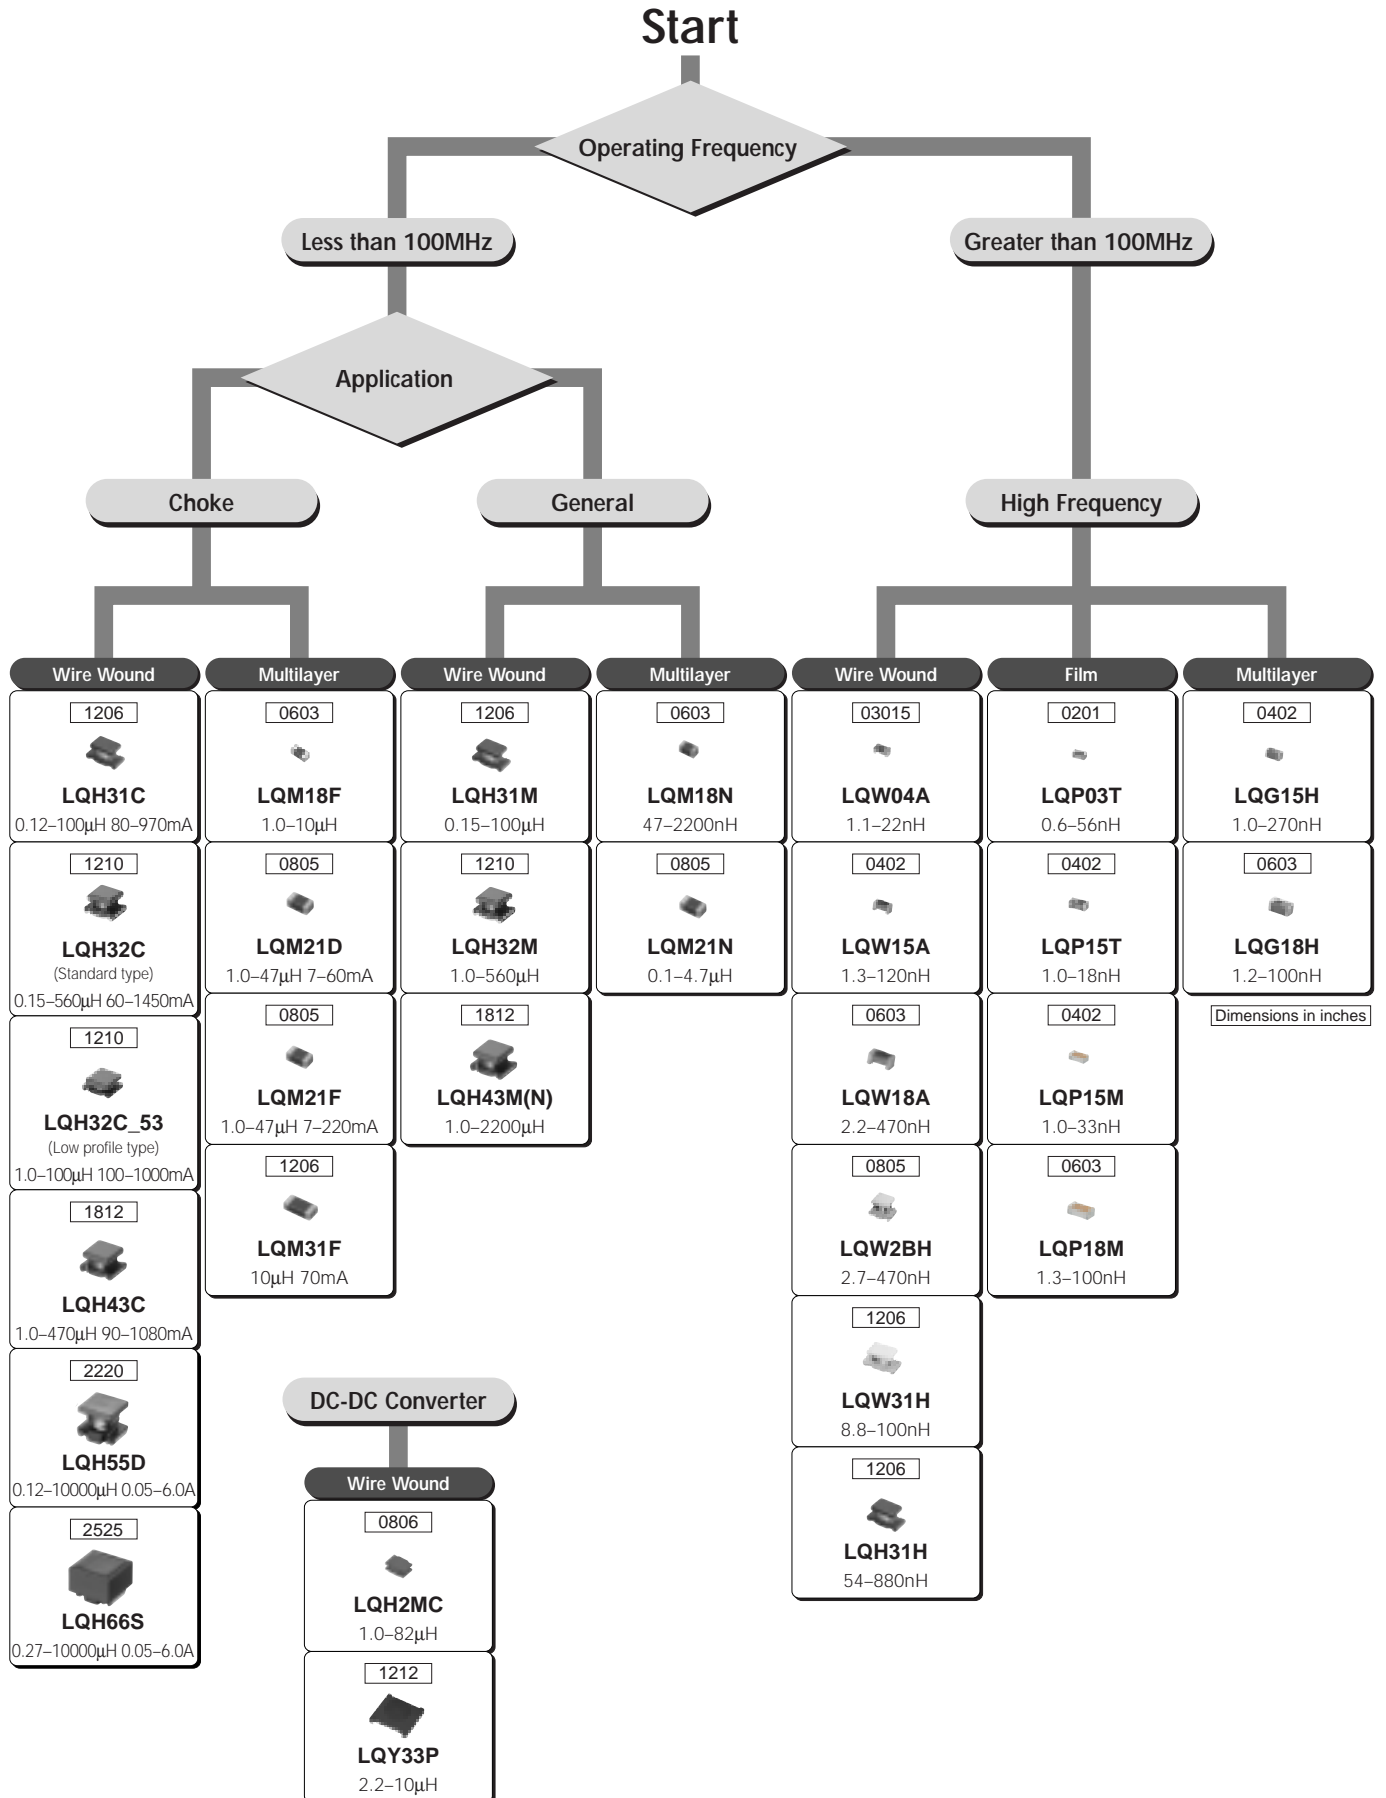 Start
Operating Frequency
Less than 100MHz
Greater than 100MHz
Application
Choke
General
High Frequency
Wire Wound
1206
LQH31C
0.12–100µH 80–970mA
1210
LQH32C
(Standard type)
0.15–560µH 60–1450mA
1210
LQH32C_53
(Low profile type)
1.0–100µH 100–1000mA
1812
LQH43C
1.0–470µH 90–1080mA
2220
LQH55D
0.12–10000µH 0.05–6.0A
2525
LQH66S
0.27–10000µH 0.05–6.0A
Multilayer
0603
LQM18F
1.0–10µH
0805
LQM21D
1.0–47µH 7–60mA
0805
LQM21F
1.0–47µH 7–220mA
1206
LQM31F
10µH 70mA
Wire Wound
1206
LQH31M
0.15–100µH
1210
LQH32M
1.0–560µH
1812
LQH43M(N)
1.0–2200µH
Multilayer
0603
LQM18N
47–2200nH
0805
LQM21N
0.1–4.7µH
Wire Wound
03015
LQW04A
1.1–22nH
0402
LQW15A
1.3–120nH
0603
LQW18A
2.2–470nH
0805
LQW2BH
2.7–470nH
1206
LQW31H
8.8–100nH
1206
LQH31H
54–880nH
Film
0201
LQP03T
0.6–56nH
0402
LQP15T
1.0–18nH
0402
LQP15M
1.0–33nH
0603
LQP18M
1.3–100nH
Multilayer
0402
LQG15H
1.0–270nH
0603
LQG18H
1.2–100nH
Dimensions in inches
DC-DC Converter
Wire Wound
0806
LQH2MC
1.0–82µH
1212
LQY33P
2.2–10µH